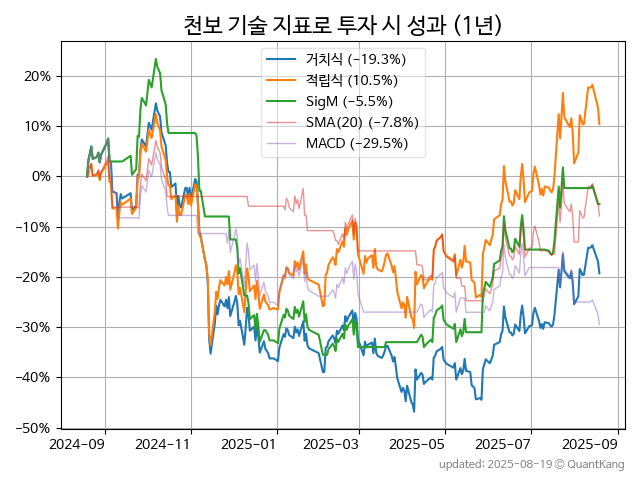 천보 기술 지표로 투자 시 성과 (1년)
거치식 (−19.3%)
적립식 (10.5%)
SigM (−5.5%)
SMA(20) (−7.8%)
MACD (−29.5%)
20%
10%
0%
−10%
−20%
−30%
−40%
−50%
2024-09 2024-11 2025-01 2025-03 2025-05 2025-07 2025-09
updated: 2025-08-19 © QuantKang